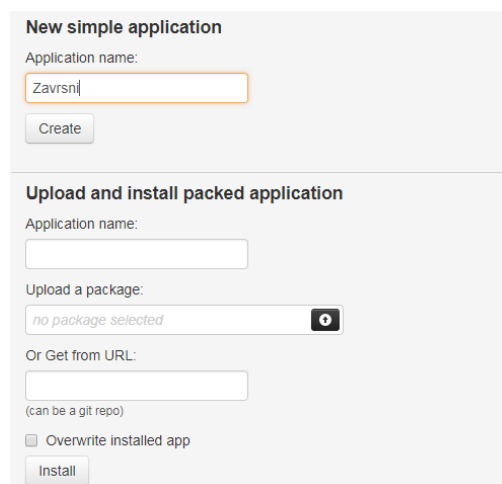 New simple application
Application name:
Zavrsni
Create
Upload and install packed application
Application name:
Upload a package:
no package selected
Or Get from URL:
(can be a git repo)
Overwrite installed app
Install